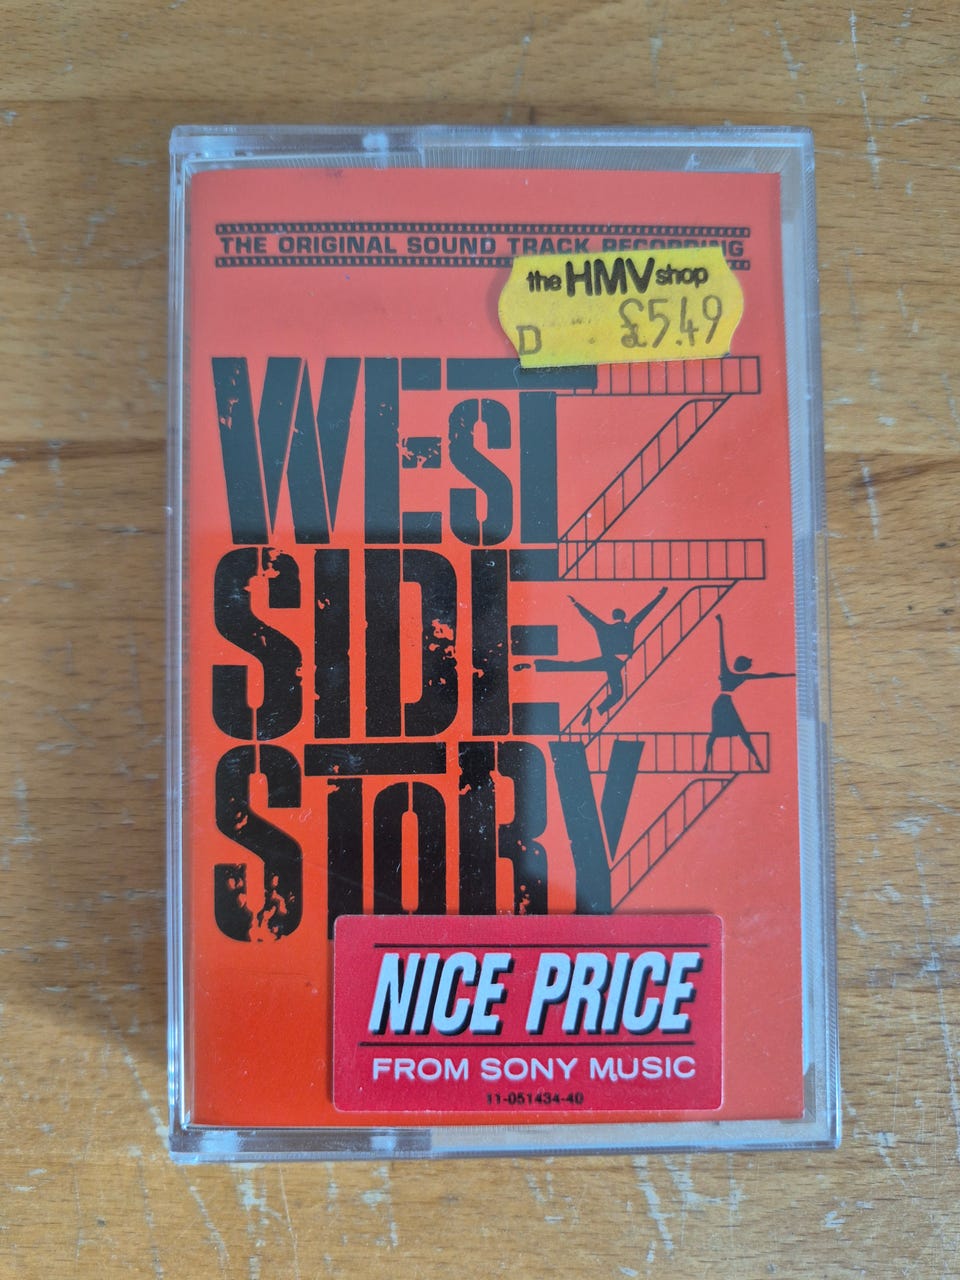 THE ORIGINAL SOUND TRACK RECORDING
the HMV shop
D £5.49
WEST
SIDE
STORY
NICE PRICE
FROM SONY MUSIC
11-051434-40